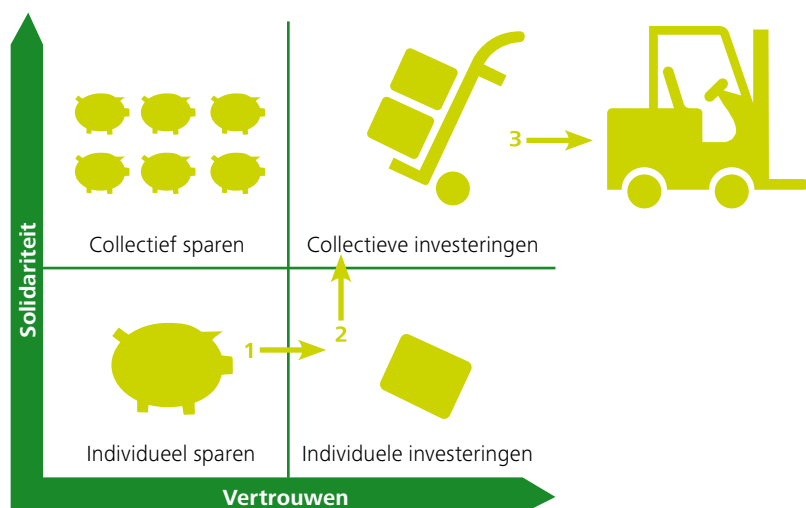 Solidariteit
3
Collectief sparen
Collectieve investeringen
1
2
Individueel sparen
Individuele investeringen
Vertrouwen